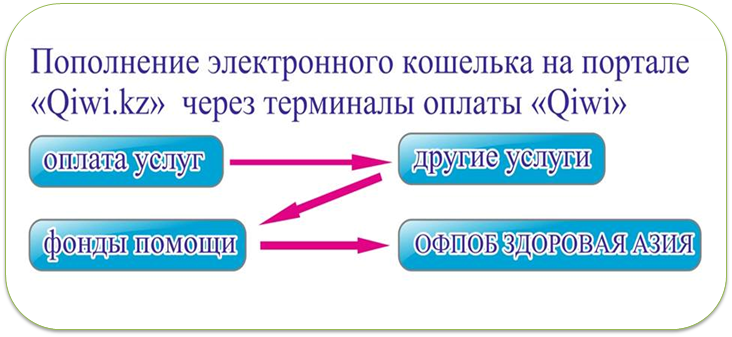 Пополнение электронного кошелька на портале
«Qiwi.kz» через терминалы оплаты «Qiwi»
оплата услуг
другие услуги
фонды помощи
ОФПОБ ЗДОРОВАЯ АЗИЯ